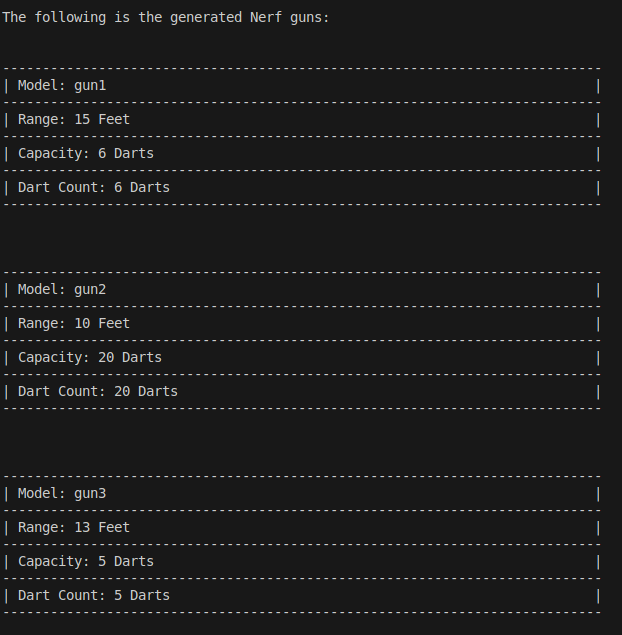 The following is the generated Nerf guns:
---------------------------------------------------------------------------
| Model: gun1                                                             |
---------------------------------------------------------------------------
| Range: 15 Feet                                                          |
---------------------------------------------------------------------------
| Capacity: 6 Darts                                                       |
---------------------------------------------------------------------------
| Dart Count: 6 Darts                                                     |
---------------------------------------------------------------------------
---------------------------------------------------------------------------
| Model: gun2                                                             |
---------------------------------------------------------------------------
| Range: 10 Feet                                                          |
---------------------------------------------------------------------------
| Capacity: 20 Darts                                                      |
---------------------------------------------------------------------------
| Dart Count: 20 Darts                                                    |
---------------------------------------------------------------------------
---------------------------------------------------------------------------
| Model: gun3                                                             |
---------------------------------------------------------------------------
| Range: 13 Feet                                                          |
---------------------------------------------------------------------------
| Capacity: 5 Darts                                                       |
---------------------------------------------------------------------------
| Dart Count: 5 Darts                                                     |
---------------------------------------------------------------------------